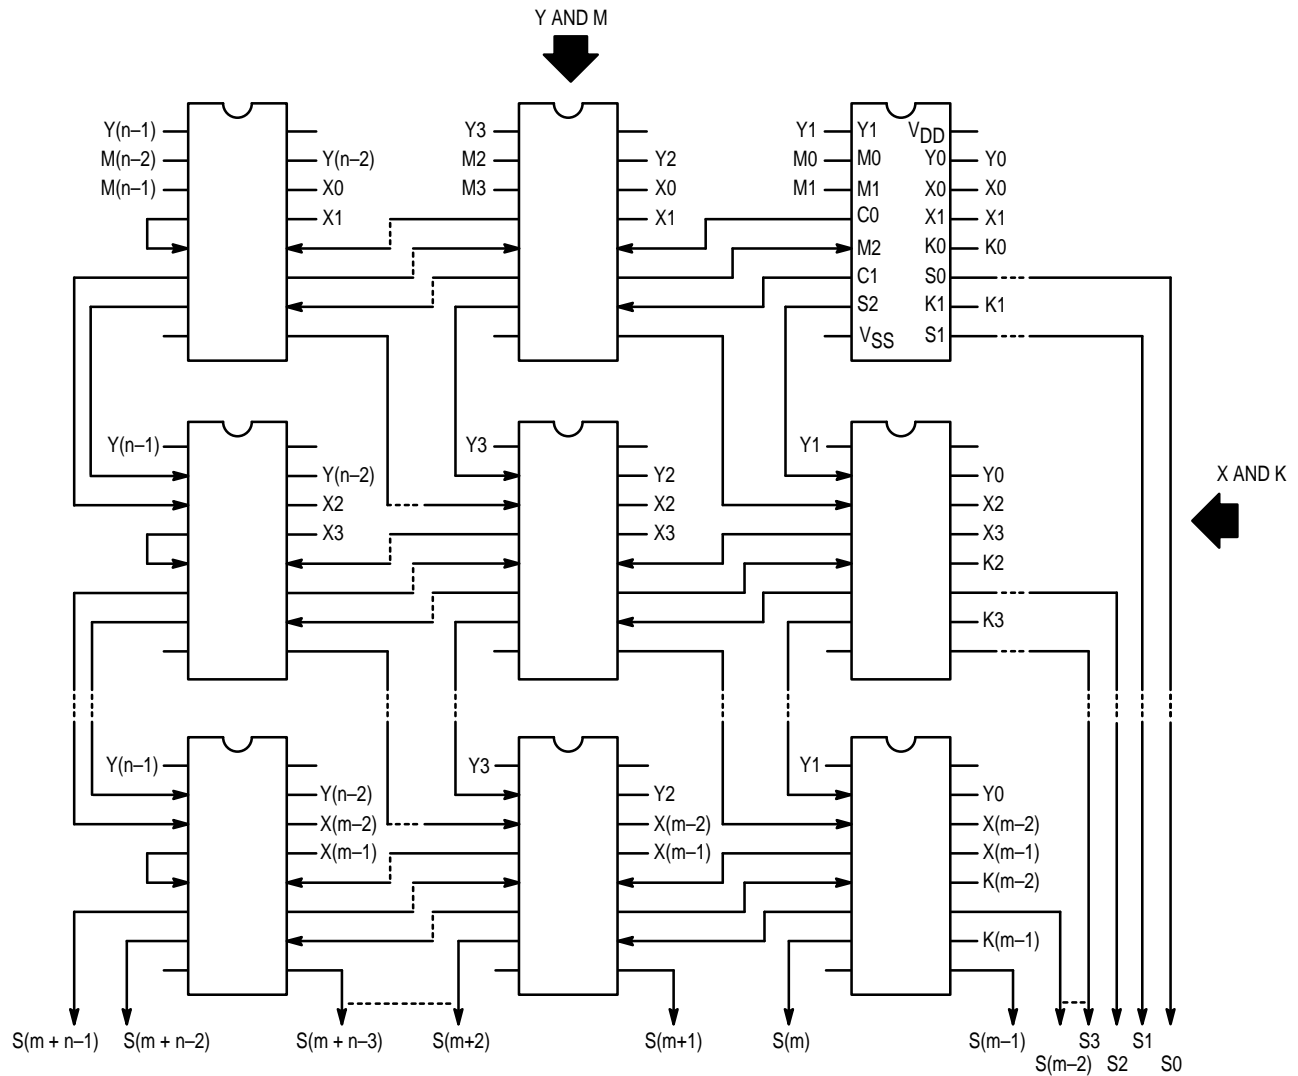 Y AND M
Y(n–1)
M(n–2)
M(n–1)
Y(n–2)
X0
X1
Y3
M2
M3
Y2
X0
X1
Y1
M0
M1
Y1
M0
M1
C0
M2
C1
S2
VSS
VDD
Y0
X0
X1
K0
S0
K1
S1
Y0
X0
X1
K0
K1
Y(n–1)
Y(n–2)
X2
X3
Y3
Y2
X2
X3
Y1
Y0
X2
X3
K2
K3
X AND K
Y(n–1)
Y(n–2)
X(m–2)
X(m–1)
Y3
Y2
X(m–2)
X(m–1)
Y1
Y0
X(m–2)
X(m–1)
K(m–2)
K(m–1)
S(m + n–1)
S(m + n–2)
S(m + n–3)
S(m+2)
S(m+1)
S(m)
S(m–1)
S(m–2)
S3
S2
S1
S0